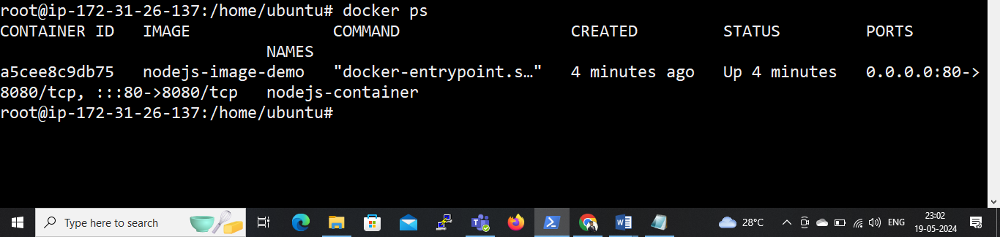 root@ip-172-31-26-137:/home/ubuntu# docker ps
CONTAINER ID   IMAGE               COMMAND                  CREATED         STATUS         PORTS
                            NAMES
a5cee8c9db75   nodejs-image-demo   "docker-entrypoint.s…"   4 minutes ago   Up 4 minutes   0.0.0.0:80->
8080/tcp, :::80->8080/tcp   nodejs-container
root@ip-172-31-26-137:/home/ubuntu#
Type here to search
28°C
ENG
23:02
19-05-2024